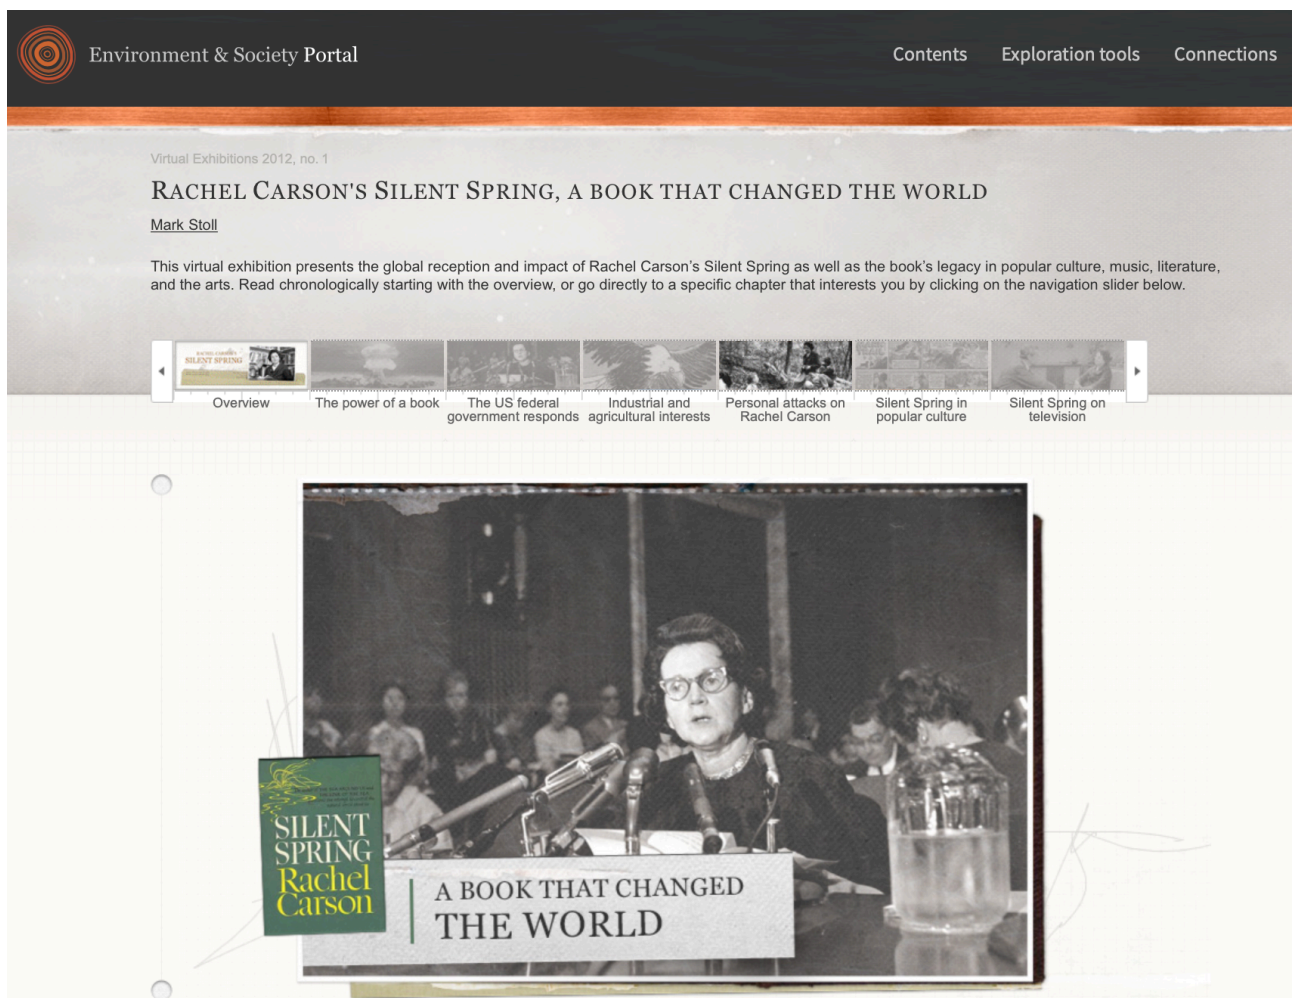 Environment & Society Portal
Contents
Exploration tools
Connections
Virtual Exhibitions 2012, no. 1
RACHEL CARSON'S SILENT SPRING, A BOOK THAT CHANGED THE WORLD
Mark Stoll
This virtual exhibition presents the global reception and impact of Rachel Carson’s Silent Spring as well as the book’s legacy in popular culture, music, literature,
and the arts. Read chronologically starting with the overview, or go directly to a specific chapter that interests you by clicking on the navigation slider below.
RACHEL CARSON'S
SILENT SPRING
Overview
The power of a book
The US federal
government responds
Industrial and
agricultural interests
Personal attacks on
Rachel Carson
Silent Spring in
popular culture
Silent Spring on
television
SILENT
SPRING
Rachel
Carson
A BOOK THAT CHANGED
THE WORLD